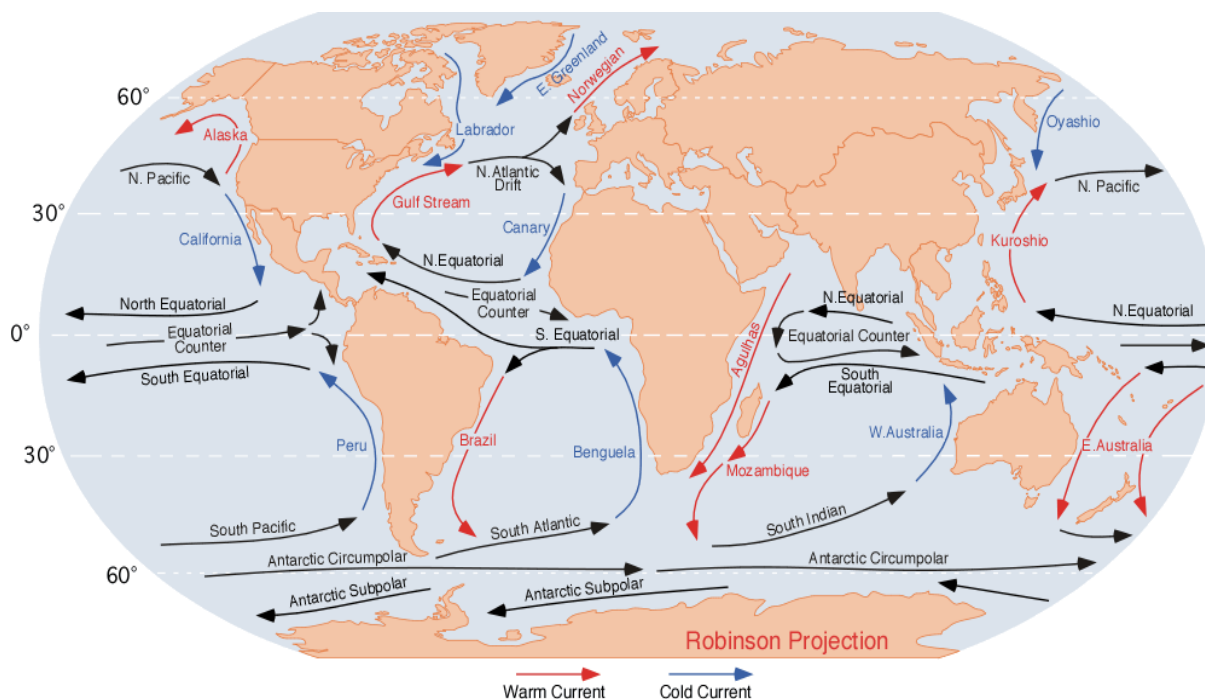 E. Greenland
Norwegian
60°
Alaska
Labrador
Oyashio
N. Pacific
N. Atlantic
Drift
N. Pacific
30°
Gulf Stream
California
Canary
Kuroshio
N.Equatorial
North Equatorial
Equatorial
Counter
N.Equatorial
N.Equatorial
0°
Equatorial
Counter
S. Equatorial
Equatorial Counter
Agulhas
South Equatorial
South
Equatorial
Peru
Brazil
Benguela
W.Australia
E.Australia
30°
Mozambique
South Pacific
South Atlantic
South Indian
Antarctic Circumpolar
Antarctic Circumpolar
60°
Antarctic Subpolar
Antarctic Subpolar
Robinson Projection
Warm Current
Cold Current